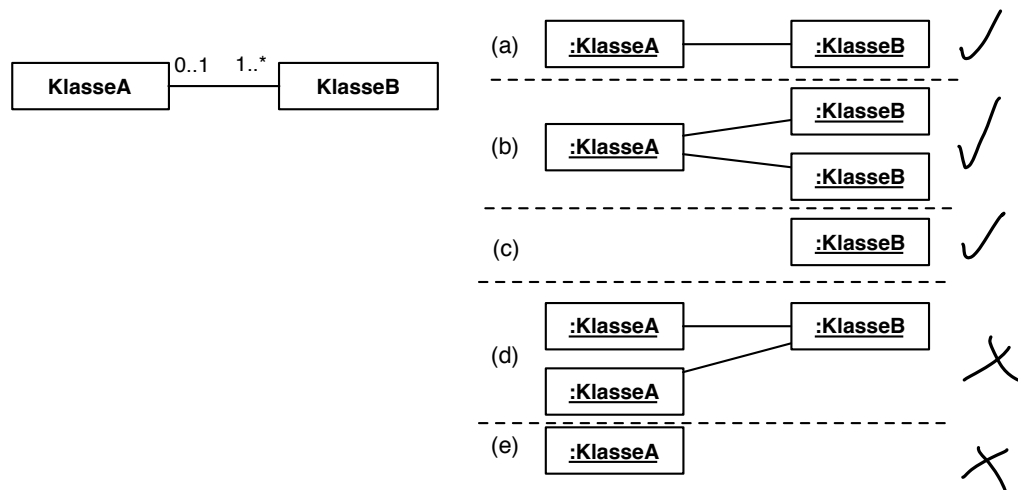 0..1 1..*
KlasseA KlasseB
(a) :KlasseA :KlasseB
(b) :KlasseA :KlasseB
:KlasseB
(c) :KlasseB
(d) :KlasseA :KlasseB
:KlasseA
(e) :KlasseA